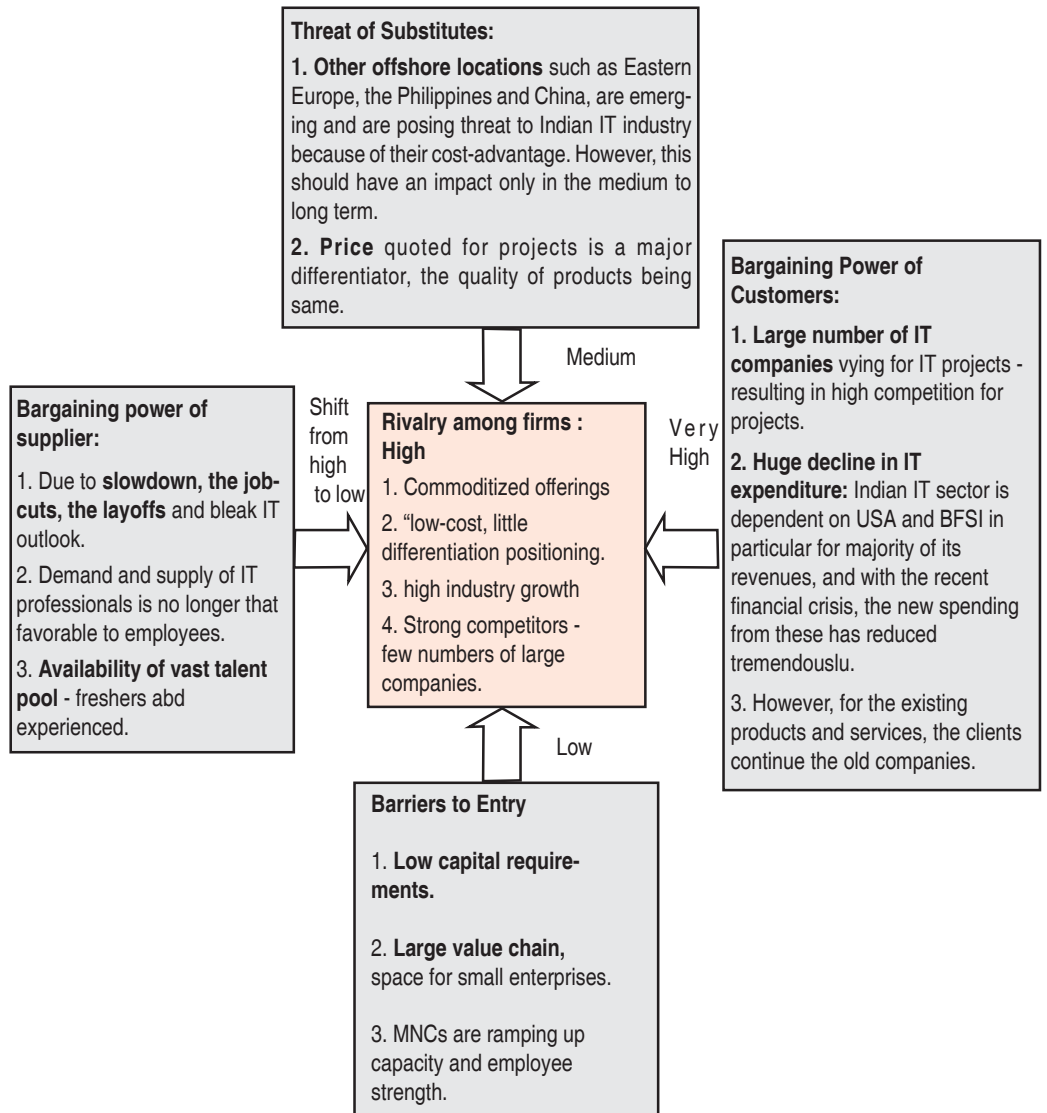 Threat of Substitutes:
1. Other offshore locations such as Eastern
Europe, the Philippines and China, are emerg-
ing and are posing threat to Indian IT industry
because of their cost-advantage. However, this
should have an impact only in the medium to
long term.
2. Price quoted for projects is a major
differentiator, the quality of products being
same.
Medium
Bargaining power of
supplier:
1. Due to slowdown, the job-
cuts, the layoffs and bleak IT
outlook.
2. Demand and supply of IT
professionals is no longer that
favorable to employees.
3. Availability of vast talent
pool - freshers abd
experienced.
Shift
from
high
to low
Rivalry among firms :
High
1. Commoditized offerings
2. “low-cost, little
differentiation positioning.
3. high industry growth
4. Strong competitors -
few numbers of large
companies.
Very
High
Bargaining Power of
Customers:
1. Large number of IT
companies vying for IT projects -
resulting in high competition for
projects.
2. Huge decline in IT
expenditure: Indian IT sector is
dependent on USA and BFSI in
particular for majority of its
revenues, and with the recent
financial crisis, the new spending
from these has reduced
tremendouslu.
3. However, for the existing
products and services, the clients
continue the old companies.
Low
Barriers to Entry
1. Low capital require-
ments.
2. Large value chain,
space for small enterprises.
3. MNCs are ramping up
capacity and employee
strength.